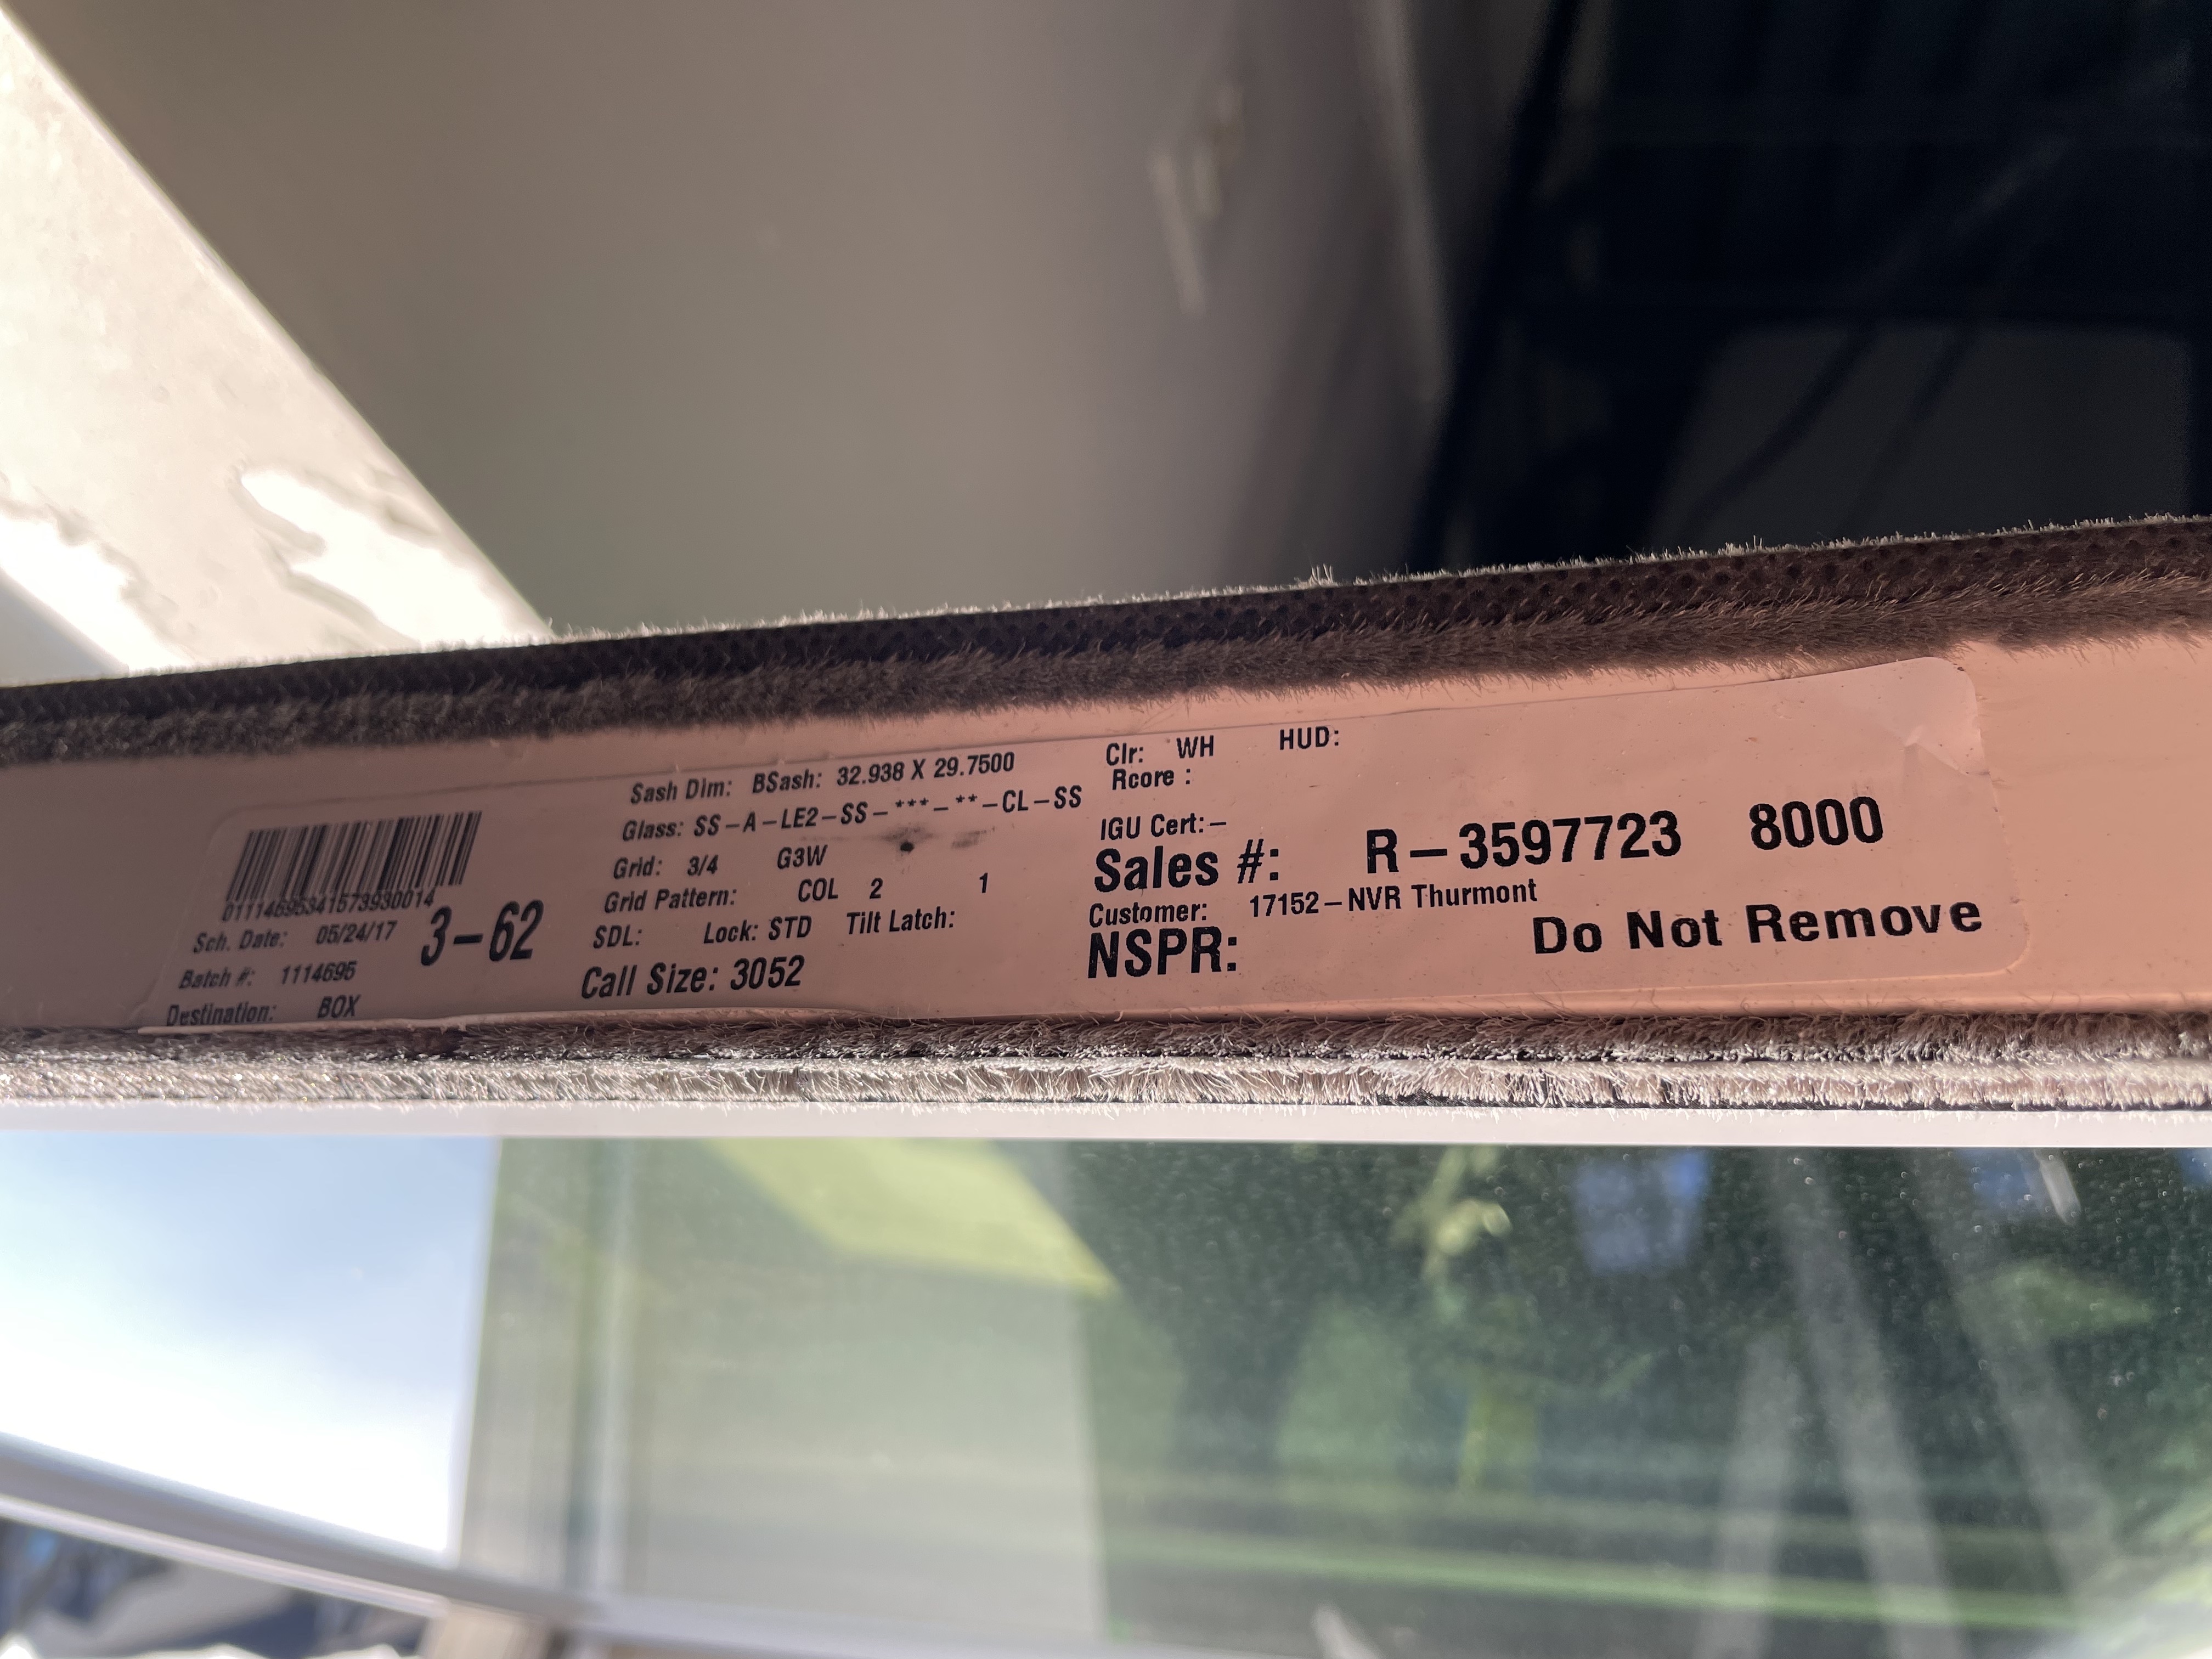 01114695341573930014
Sch. Date: 05/24/17
3-62
Batch #: 1114695
Destination: BOX
Sash Dim: BSash: 32.938 X 29.7500
Glass: SS-A-LE2-SS-***-**-CL-SS
Grid: 3/4 G3W
Grid Pattern: COL 2 1
SDL: Lock: STD Tilt Latch:
Call Size: 3052
Clr: WH HUD:
Rcore :
IGU Cert:-
Sales #: R-3597723 8000
Customer: 17152-NVR Thurmont
NSPR:
Do Not Remove